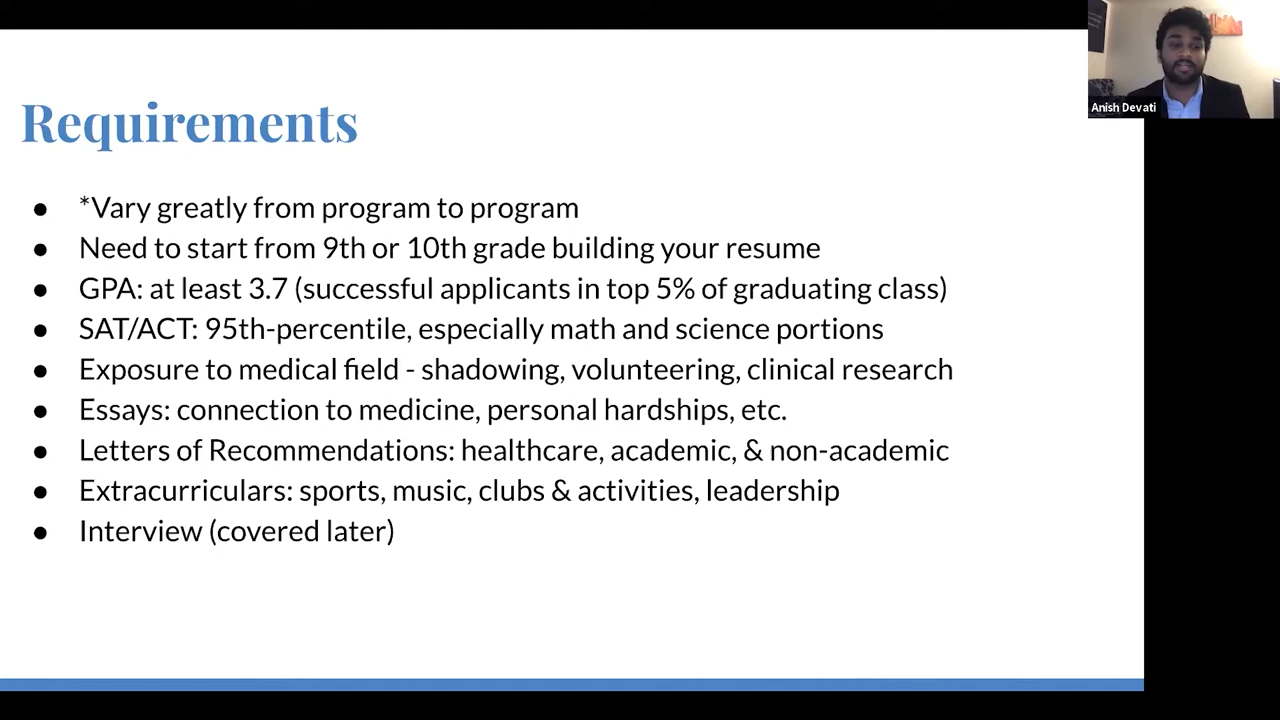 Requirements
● *Vary greatly from program to program
● Need to start from 9th or 10th grade building your resume
● GPA: at least 3.7 (successful applicants in top 5% of graduating class)
● SAT/ACT: 95th-percentile, especially math and science portions
● Exposure to medical field - shadowing, volunteering, clinical research
● Essays: connection to medicine, personal hardships, etc.
● Letters of Recommendations: healthcare, academic, & non-academic
● Extracurriculars: sports, music, clubs & activities, leadership
● Interview (covered later)
Anish Devati